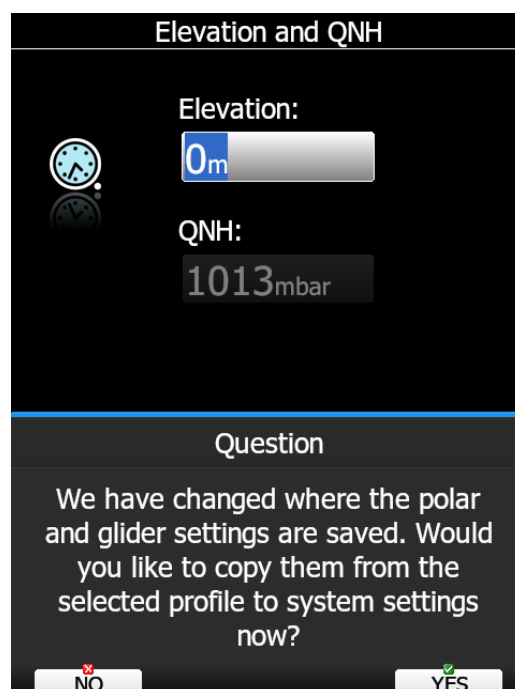 Elevation and QNH
Elevation:
0m
QNH:
1013mbar
Question
We have changed where the polar
and glider settings are saved. Would
you like to copy them from the
selected profile to system settings
now?
NO
YES